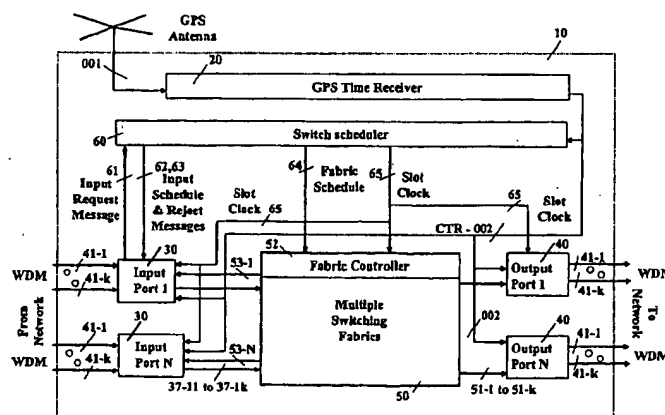 GPS
Antenna
10
001
20
GPS Time Receiver
60
Switch scheduler
61
62,63
64
65
Input
Request
Message
Input
Schedule
& Reject
Messages
Fabric
Schedule
Slot
Clock
Slot
Clock
65
65
Slot
Clock
CTR - 002
30
52
40
41-1
WDM
41-k
Input
Port 1
53-1
Fabric Controller
Output
Port 1
41-1
WDM
41-k
From
Network
Multiple
Switching
Fabrics
002
To
Network
30
40
41-1
WDM
41-k
Input
Port N
53-N
Output
Port N
41-1
WDM
41-k
37-11 to 37-1k
50
51-1 to 51-k